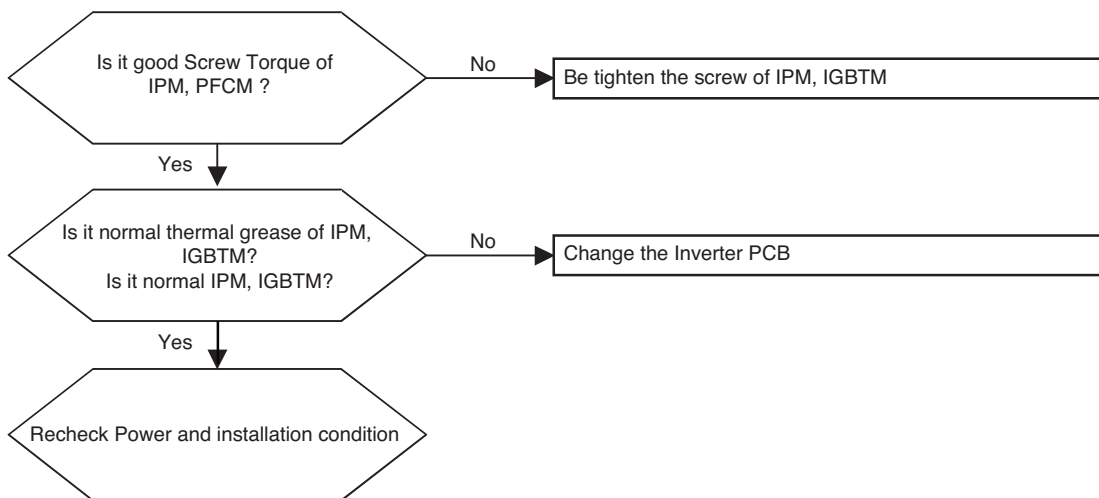 Is it good Screw Torque of
IPM, PFCM ?
No
Be tighten the screw of IPM, IGBTM
Yes
Is it normal thermal grease of IPM,
IGBTM?
Is it normal IPM, IGBTM?
No
Change the Inverter PCB
Yes
Recheck Power and installation condition